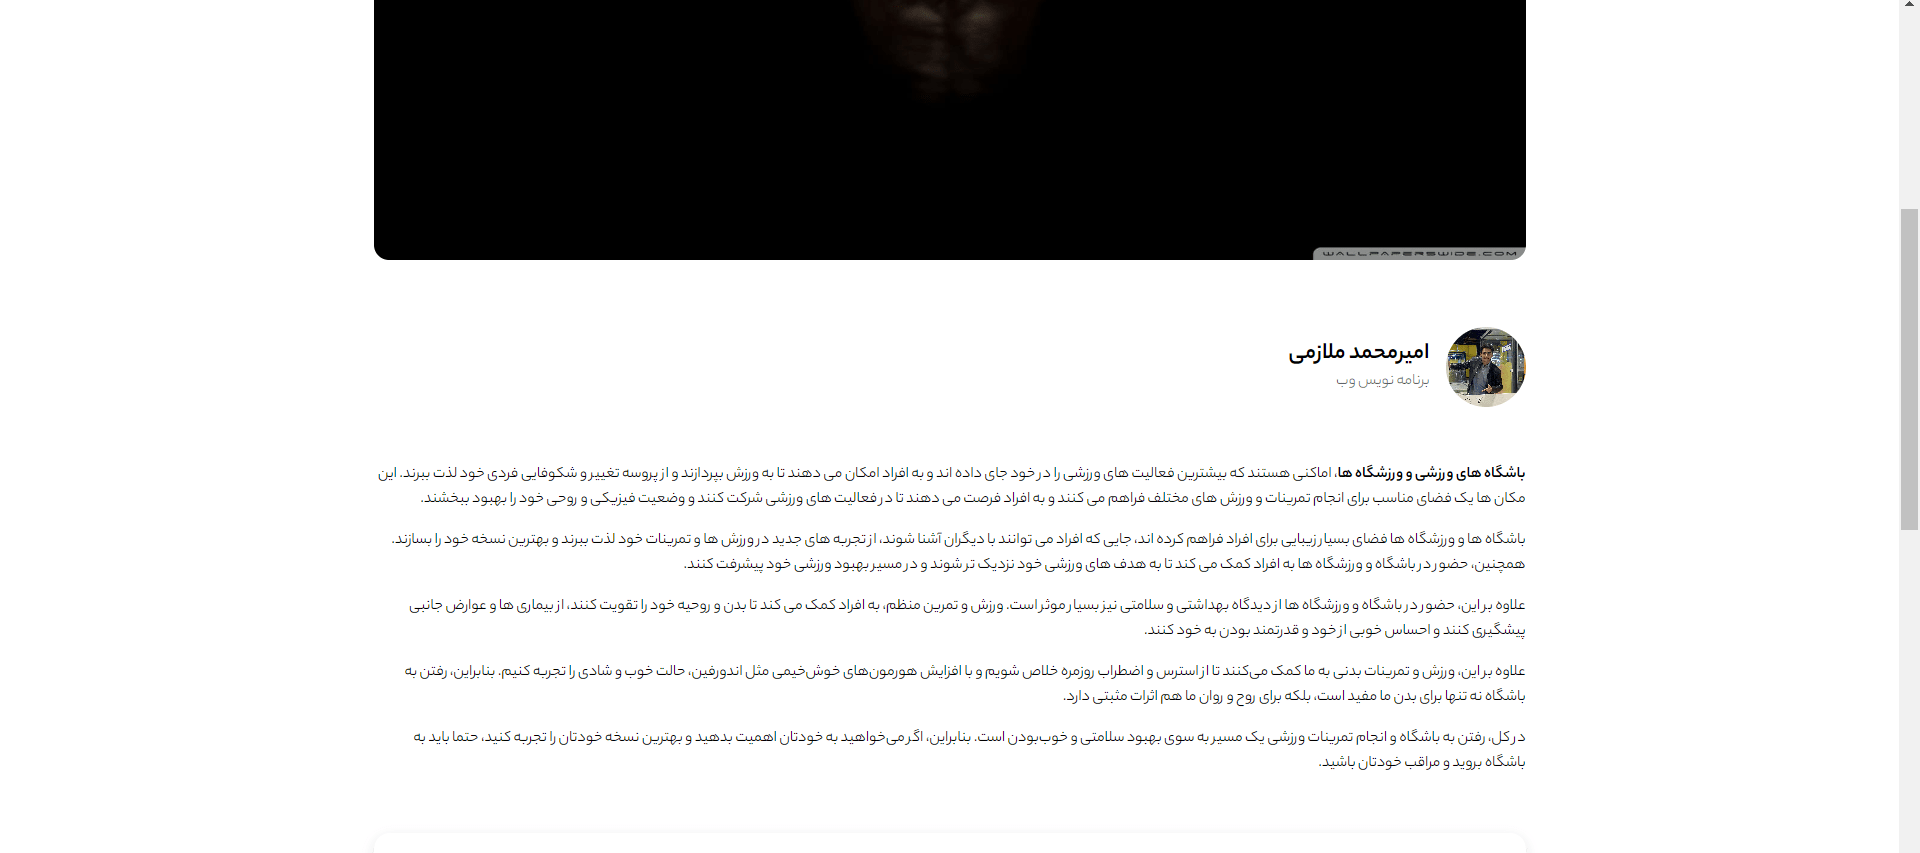 WALLPAPERSWIDE.COM
امیرمحمد ملازمی
برنامه نویس وب
باشگاه های ورزشی و ورزشگاه ها، اماکنی هستند که بیشترین فعالیت های ورزشی را در خود جای داده اند و به افراد امکان می دهند تا به ورزش بپردازند و از پروسه تغییر و شکوفایی فردی خود لذت ببرند. این
مکان ها یک فضای مناسب برای انجام تمرینات و ورزش های مختلف فراهم می کنند و به افراد فرصت می دهند تا در فعالیت های ورزشی شرکت کنند و وضعیت فیزیکی و روحی خود را بهبود ببخشند.
باشگاه ها و ورزشگاه ها فضای بسیار زیبایی برای افراد فراهم کرده اند، جایی که افراد می توانند با دیگران آشنا شوند، از تجربه های جدید در ورزش ها و تمرینات خود لذت ببرند و بهترین نسخه خود را بسازند.
همچنین، حضور در باشگاه و ورزشگاه ها به افراد کمک می کند تا به هدف های ورزشی خود نزدیک تر شوند و در مسیر بهبود ورزشی خود پیشرفت کنند.
علاوه بر این، حضور در باشگاه و ورزشگاه ها از دیدگاه بهداشتی و سلامتی نیز بسیار موثر است. ورزش و تمرین منظم، به افراد کمک می کند تا بدن و روحیه خود را تقویت کنند، از بیماری ها و عوارض جانبی
پیشگیری کنند و احساس خوبی از خود و قدرتمند بودن به خود کنند.
علاوه بر این، ورزش و تمرینات بدنی به ما کمک می‌کنند تا از استرس و اضطراب روزمره خلاص شویم و با افزایش هورمون‌های خوش‌خیمی مثل اندورفین، حالت خوب و شادی را تجربه کنیم. بنابراین، رفتن به
باشگاه نه تنها برای بدن ما مفید است، بلکه برای روح و روان ما هم اثرات مثبتی دارد.
در کل، رفتن به باشگاه و انجام تمرینات ورزشی یک مسیر به سوی بهبود سلامتی و خوب‌بودن است. بنابراین، اگر می‌خواهید به خودتان اهمیت بدهید و بهترین نسخه خودتان را تجربه کنید، حتما باید به
باشگاه بروید و مراقب خودتان باشید.